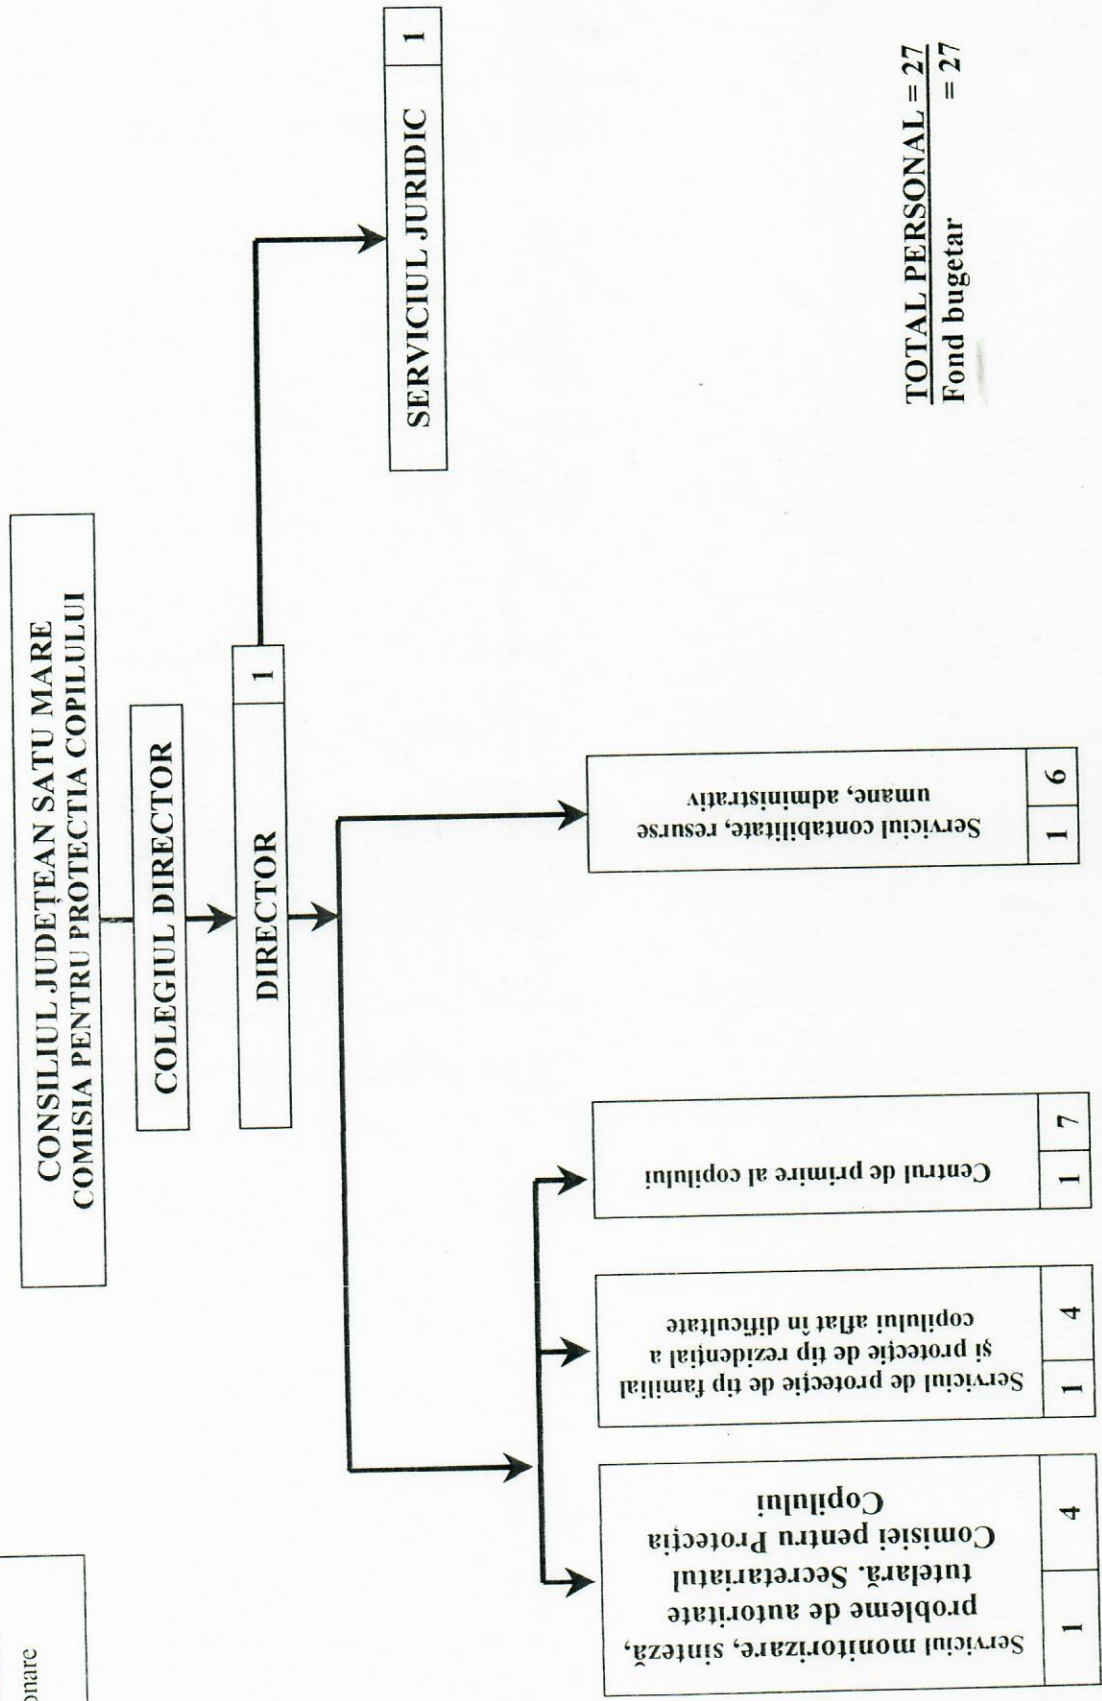 onare
CONSILIUL JUDEȚEAN SATU MARE
COMISIA PENTRU PROTECTIA COPILULUI
COLEGIUL DIRECTOR
DIRECTOR 1
SERVICIUL JURIDIC 1
Serviciul monitorizare, sinteză,
probleme de autoritate
tutelară. Secretariatul
Comisiei pentru Protecția
Copilului
1 4
Serviciul de protecție de tip familial
și protecție de tip rezidențial a
copilului aflat în dificultate
1 4
Centrul de primire al copilului
1 7
Serviciul contabilitate, resurse
umane, administrativ
1 6
TOTAL PERSONAL = 27
Fond bugetar = 27